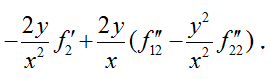 $-\frac{2y}{x^2} f_2' + \frac{2y}{x} (f_{12}'' - \frac{y^2}{x^2} f_{22}'') .$